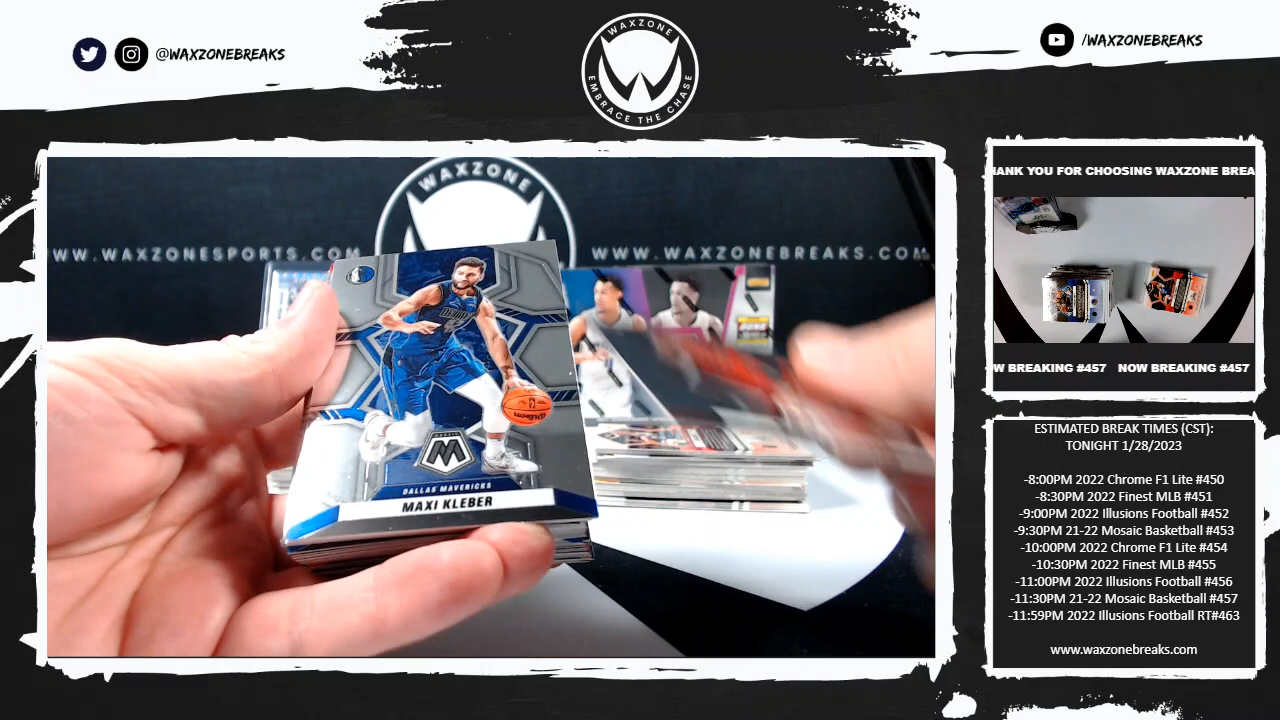 @WAXZONEBREAKS
WAXZONE
EMBRACE THE CHASE
/WAXZONEBREAKS
WAXZONE
WWW.WAXZONESPORTS.COM
WWW.WAXZONEBREAKS.COM
DALLAS MAVERICKS
MAXI KLEBER
HANK YOU FOR CHOOSING WAXZONE BREA
W BREAKING #457 NOW BREAKING #457
ESTIMATED BREAK TIMES (CST):
TONIGHT 1/28/2023
-8:00PM 2022 Chrome F1 Lite #450
-8:30PM 2022 Finest MLB #451
-9:00PM 2022 Illusions Football #452
-9:30PM 21-22 Mosaic Basketball #453
-10:00PM 2022 Chrome F1 Lite #454
-10:30PM 2022 Finest MLB #455
-11:00PM 2022 Illusions Football #456
-11:30PM 21-22 Mosaic Basketball #457
-11:59PM 2022 Illusions Football RT#463
www.waxzonebreaks.com